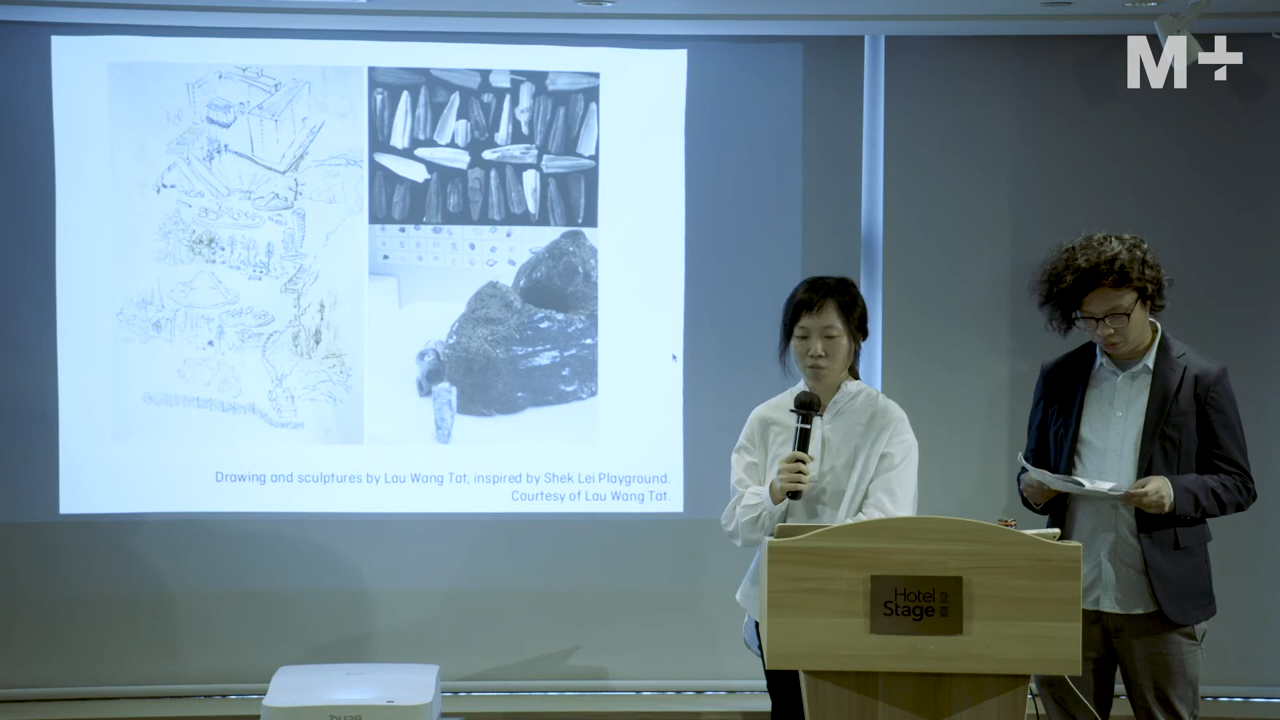 M+
Drawing and sculptures by Lau Wang Tat, inspired by Shek Lei Playground.
Courtesy of Lau Wang Tat.
Hotel
Stage
BenQ